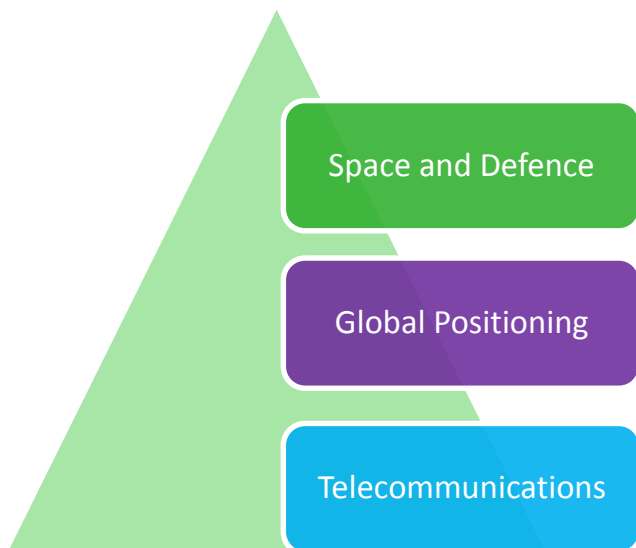 Space and Defence
Global Positioning
Telecommunications